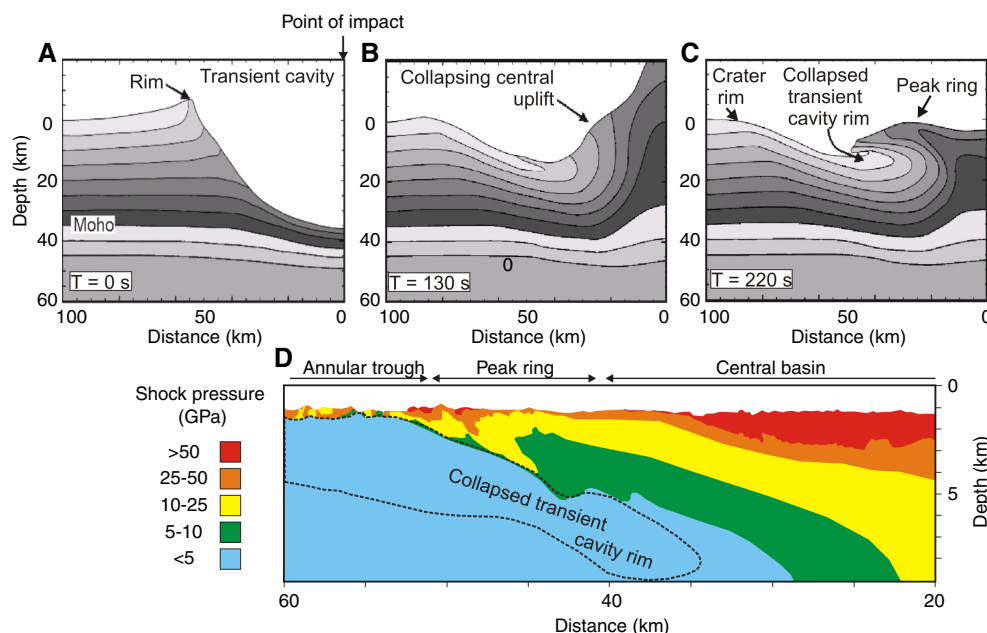 Point of impact
A
Rim
Transient cavity
0
20
40
60
Depth (km)
Moho
T = 0 s
100
50
0
Distance (km)
B
Collapsing central
uplift
0
20
40
60
0
T = 130 s
100
50
0
Distance (km)
C
Crater
rim
Collapsed
transient
cavity rim
Peak ring
0
20
40
60
T = 220 s
100
50
0
Distance (km)
D
Annular trough
Peak ring
Central basin
Shock pressure
(GPa)
>50
25-50
10-25
5-10
<5
Collapsed transient
cavity rim
0
5
Depth (km)
60
40
20
Distance (km)